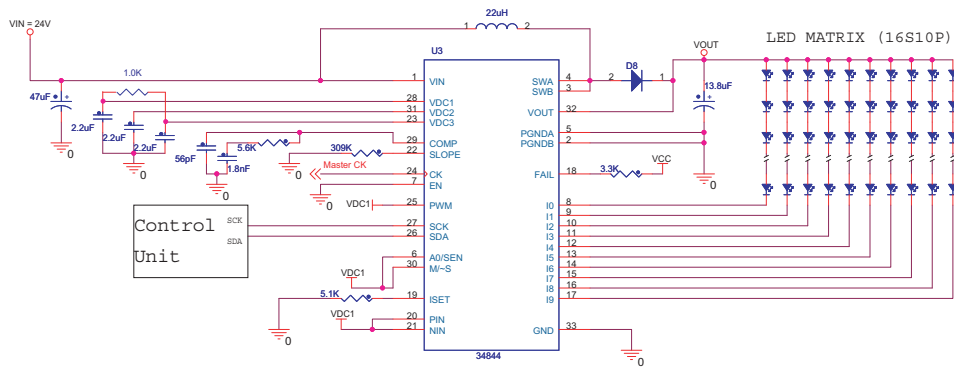 VIN = 24V
22uH
1
2
LED MATRIX (16S10P)
VOUT
U3
D8
1.0K
1
VIN
SWA
4
SWB
3
2
1
47uF
13.8uF
28
VDC1
31
VDC2
23
VDC3
VOUT
32
2.2uF
2.2uF
2.2uF
PGNDA
5
PGNDB
2
29
COMP
5.6K
309K
SLOPE
0
0
56pF
1.8nF
Master CK
24
CK
FAIL
18
3.3K
VCC
7
EN
0
0
0
0
VDC1
25
PWM
I0
8
I1
9
Control
Unit
SCK
SDA
27
SCK
26
SDA
I2
10
I3
11
I4
12
6
A0/SEN
I5
13
30
M/~S
I6
14
VDC1
I7
15
I8
16
5.1K
19
ISET
I9
17
VDC1
20
PIN
21
NIN
GND
33
0
0
34844